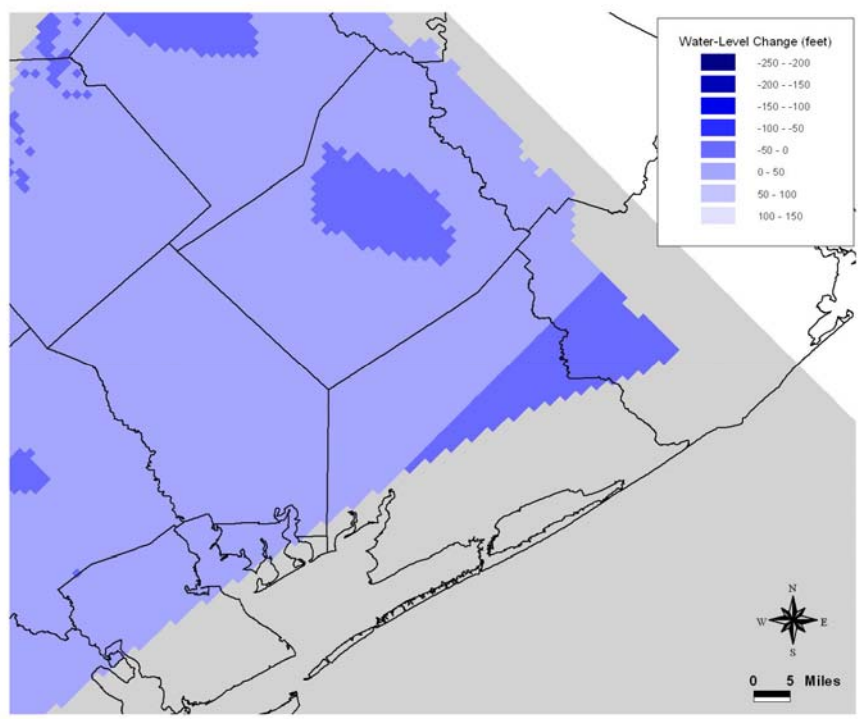 Water-Level Change (feet)
-250 - -200
-200 - -150
-150 - -100
-100 - -50
-50 - 0
0 - 50
50 - 100
100 - 150
N
W E
S
0 5 Miles